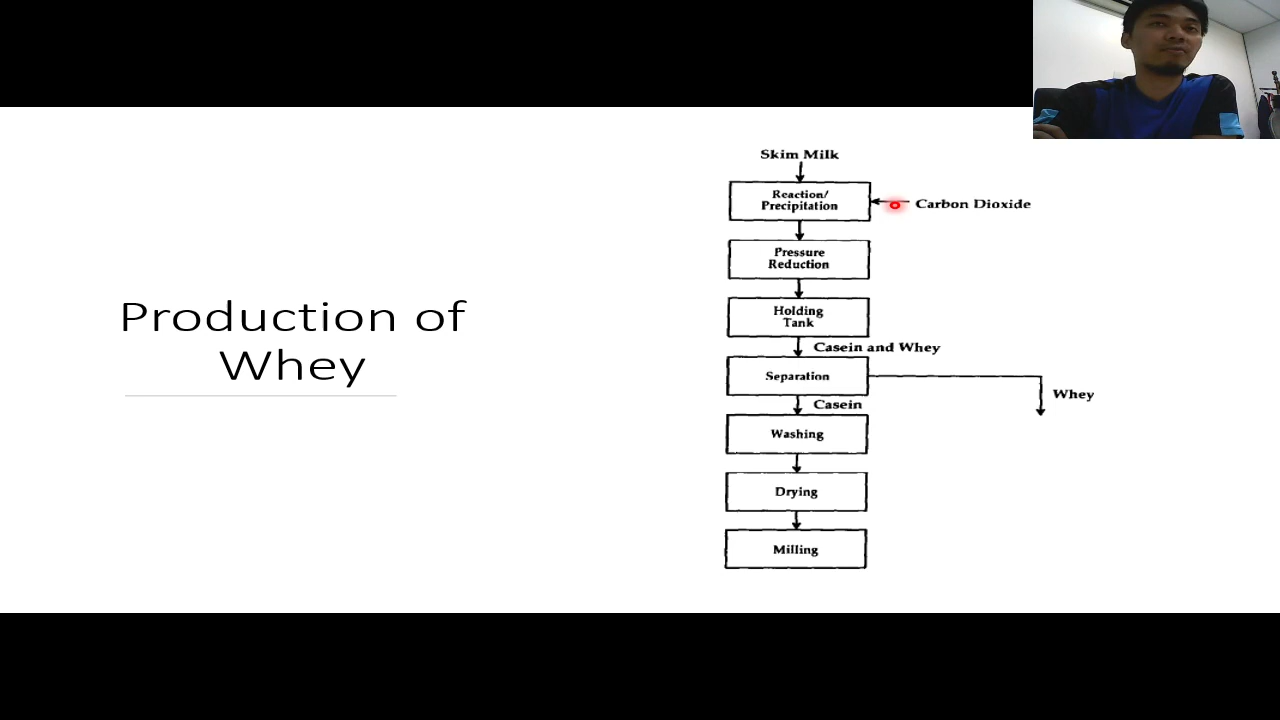 Production of
Whey
Skim Milk
Reaction/
Precipitation
Carbon Dioxide
Pressure
Reduction
Holding
Tank
Casein and Whey
Separation
Whey
Casein
Washing
Drying
Milling